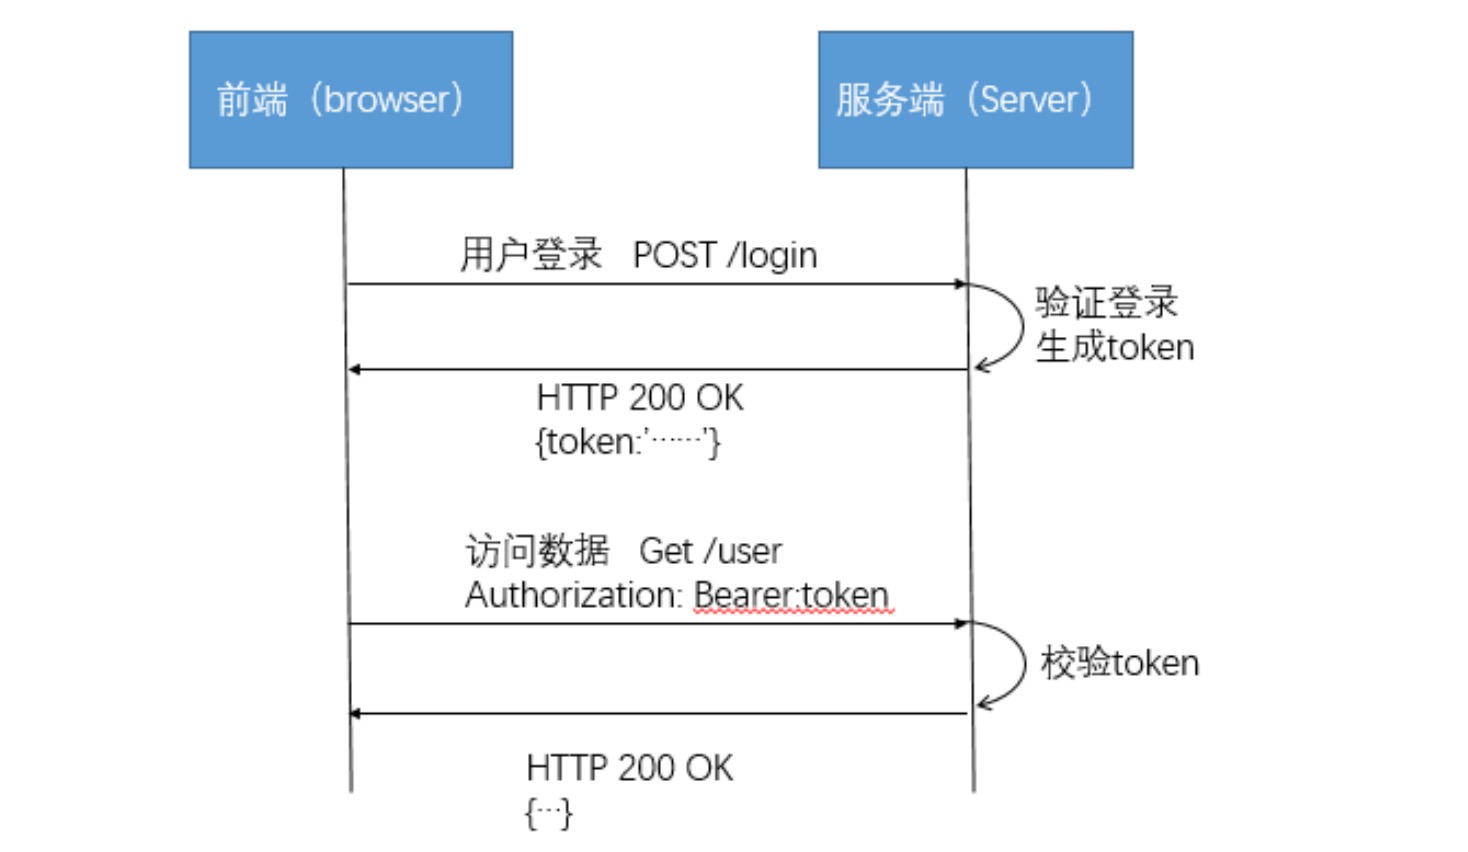 前端（browser）
服务端（Server）
用户登录 POST /login
验证登录
生成token
HTTP 200 OK
{token:'……'}
访问数据 Get /user
Authorization: Bearer:token
校验token
HTTP 200 OK
{…}